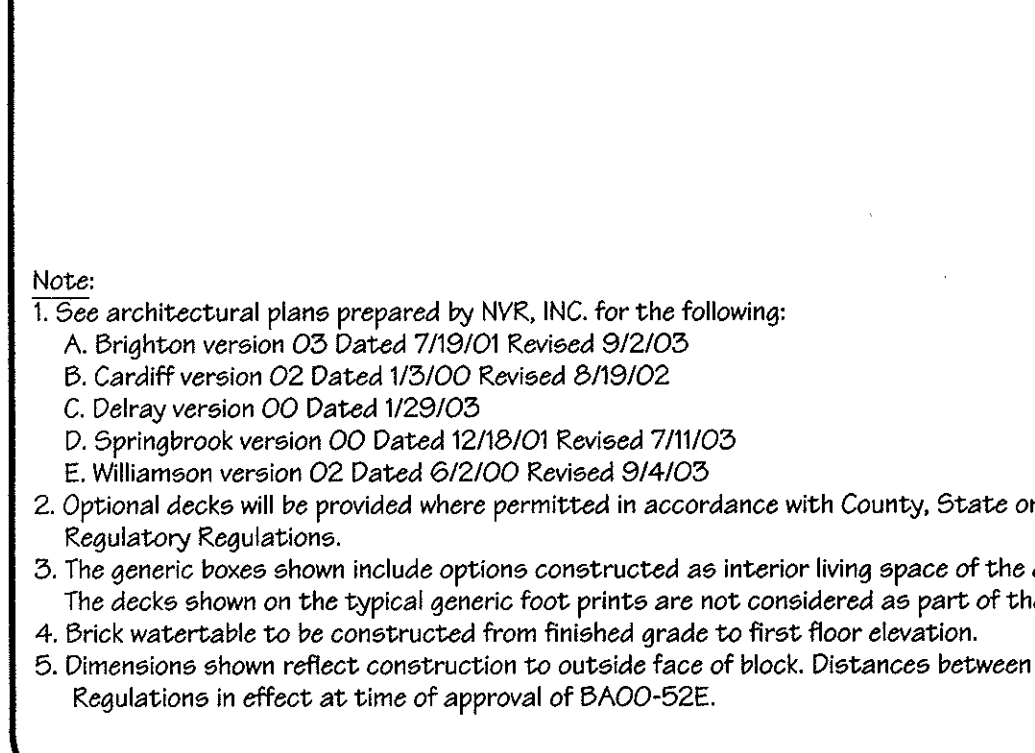 Note:
1. See architectural plans prepared by NVR, INC. for the following:
A. Brighton version 03 Dated 7/19/01 Revised 9/2/03
B. Cardiff version 02 Dated 1/3/00 Revised 8/19/02
C. Delray version 00 Dated 1/29/03
D. Springbrook version 00 Dated 12/18/01 Revised 7/11/03
E. Williamson version 02 Dated 6/2/00 Revised 9/4/03
2. Optional decks will be provided where permitted in accordance with County, State or
Regulatory Regulations.
3. The generic boxes shown include options constructed as interior living space of the
The decks shown on the typical generic foot prints are not considered as part of
4. Brick watertable to be constructed from finished grade to first floor elevation.
5. Dimensions shown reflect construction to outside face of block. Distances between
Regulations in effect at time of approval of BA00-52E.